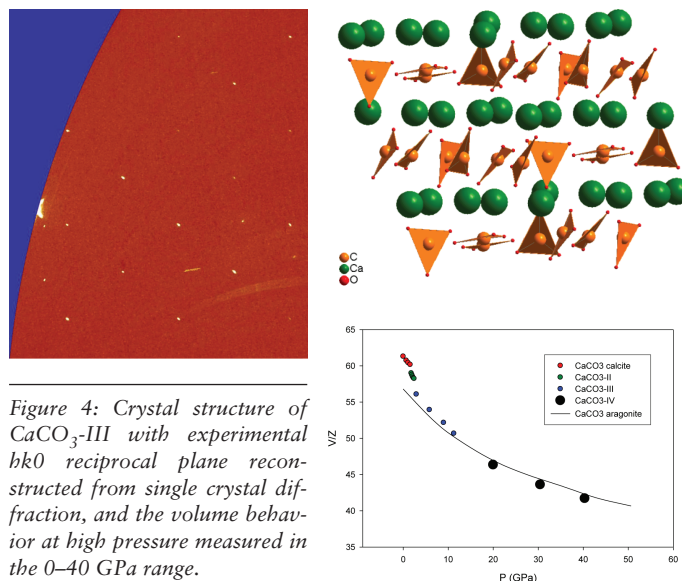 C
Ca
O
Figure 4: Crystal structure of
CaCO3-III with experimental
hk0 reciprocal plane recon-
structed from single crystal dif-
fraction, and the volume behav-
ior at high pressure measured in
the 0–40 GPa range.
65
60
55
50
45
40
35
V/Z
CaCO3 calcite
CaCO3-II
CaCO3-III
CaCO3-IV
CaCO3 aragonite
0 10 20 30 40 50 60
P (GPa)